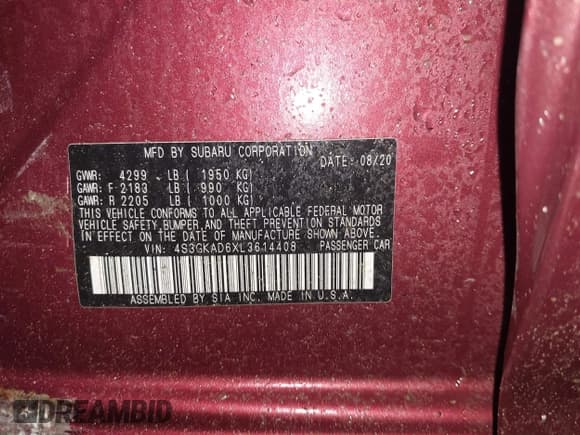 MFD BY SUBARU CORPORATION
DATE: 08/20
GVWR: 4299 LB ( 1950 KG)
GAWR: F 2183 LB ( 990 KG)
GAWR: R 2205 LB ( 1000 KG)
THIS VEHICLE CONFORMS TO ALL APPLICABLE FEDERAL MOTOR
VEHICLE SAFETY,BUMPER,AND THEFT PREVENTION STANDARDS
IN EFFECT ON THE DATE OF MANUFACTURE SHOWN ABOVE.
VIN: 4S3GKAD6XL3614408 PASSENGER CAR
ASSEMBLED BY SIA INC. MADE IN U.S.A.
DREAMBID